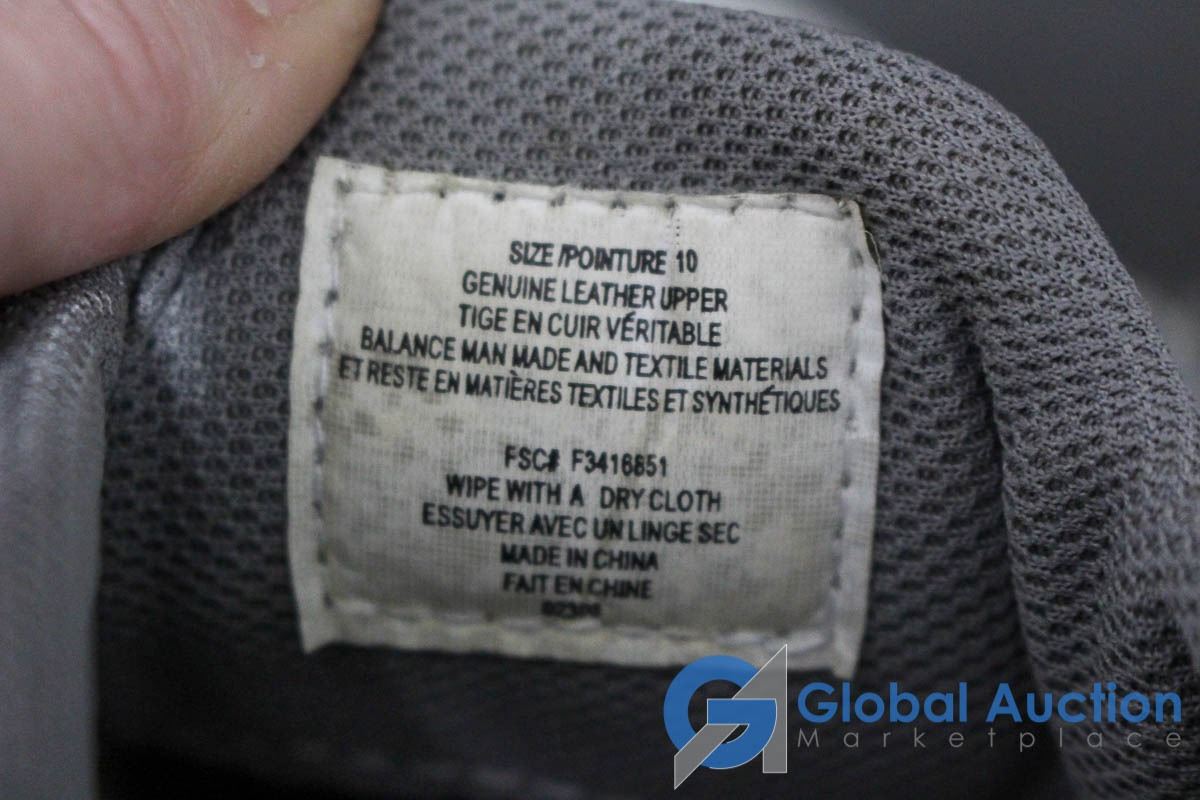 SIZE/POINTURE 10
GENUINE LEATHER UPPER
TIGE EN CUIR VÉRITABLE
BALANCE MAN MADE AND TEXTILE MATERIALS
ET RESTE EN MATIÈRES TEXTILES ET SYNTHÉTIQUES
FSC# F3416851
WIPE WITH A DRY CLOTH
ESSUYER AVEC UN LINGE SEC
MADE IN CHINA
FAIT EN CHINE
Global Auction
Marketplace